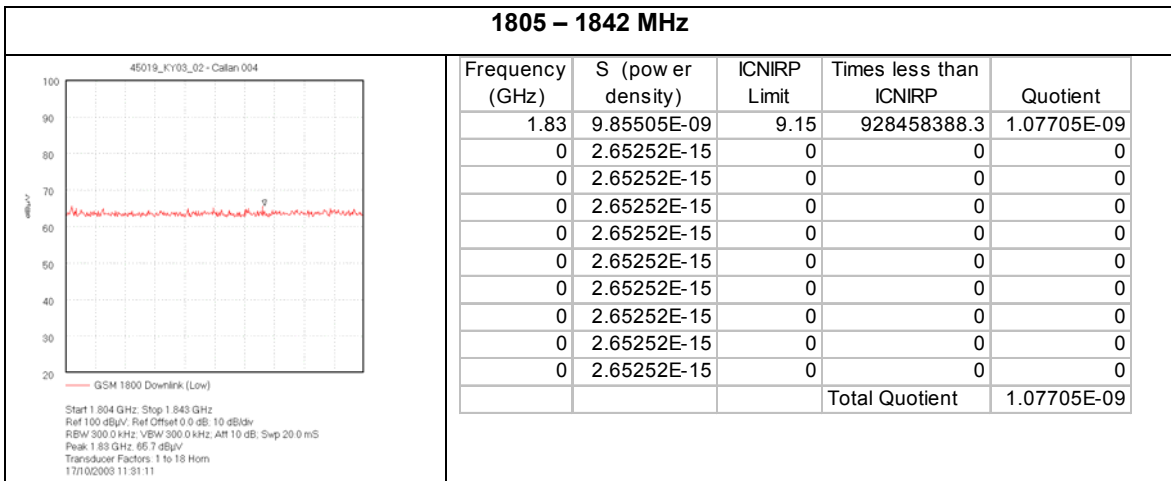 1805 – 1842 MHz
45019_KY03_02 - Callan 004
100
90
80
70
60
50
40
30
20
dBµV
GSM 1800 Downlink (Low)
Start 1.804 GHz; Stop 1.843 GHz
Ref 100 dBµV; Ref Offset 0.0 dB; 10 dB/div
RBW 300.0 kHz; VBW 300.0 kHz; Att 10 dB; Swp 20.0 mS
Peak 1.83 GHz, 65.7 dBµV
Transducer Factors: 1 to 18 Horn
17/10/2003 11:31:11
Frequency (GHz) S (power density) ICNIRP Limit Times less than ICNIRP Quotient
1.83 9.85505E-09 9.15 928458388.3 1.07705E-09
0 2.65252E-15 0 0 0
0 2.65252E-15 0 0 0
0 2.65252E-15 0 0 0
0 2.65252E-15 0 0 0
0 2.65252E-15 0 0 0
0 2.65252E-15 0 0 0
0 2.65252E-15 0 0 0
0 2.65252E-15 0 0 0
0 2.65252E-15 0 0 0
Total Quotient 1.07705E-09